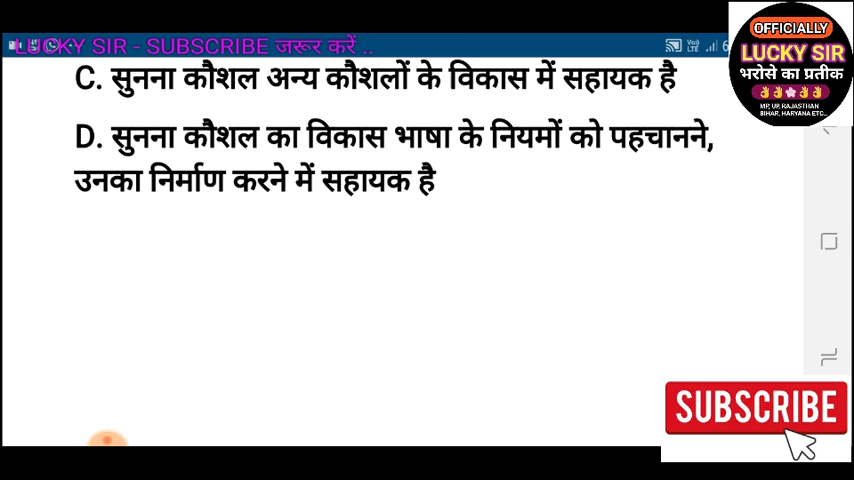 LUCKY SIR - SUBSCRIBE जरूर करें ..
C. सुनना कौशल अन्य कौशलों के विकास में सहायक है
D. सुनना कौशल का विकास भाषा के नियमों को पहचानने,
उनका निर्माण करने में सहायक है
OFFICIALLY
LUCKY SIR
भरोसे का प्रतीक
MP, UP, RAJASTHAN
BIHAR, HARYANA ETC..
SUBSCRIBE